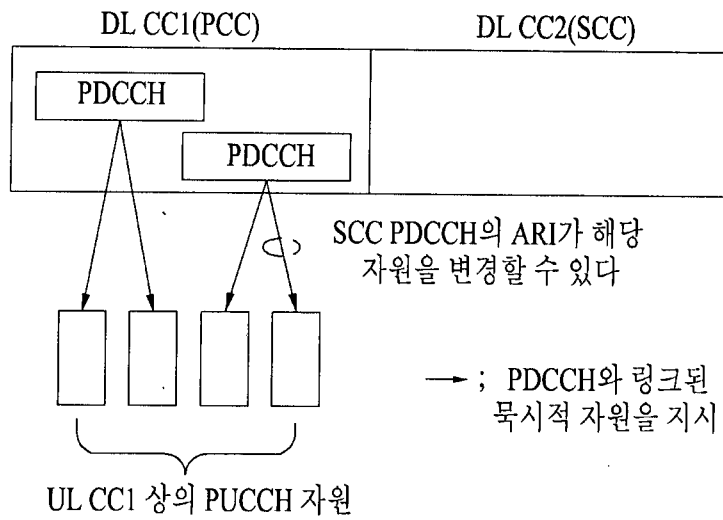 DL CC1(PCC)
DL CC2(SCC)
PDCCH
PDCCH
SCC PDCCH의 ARI가 해당
자원을 변경할 수 있다
; PDCCH와 링크된
묵시적 자원을 지시
UL CC1 상의 PUCCH 자원